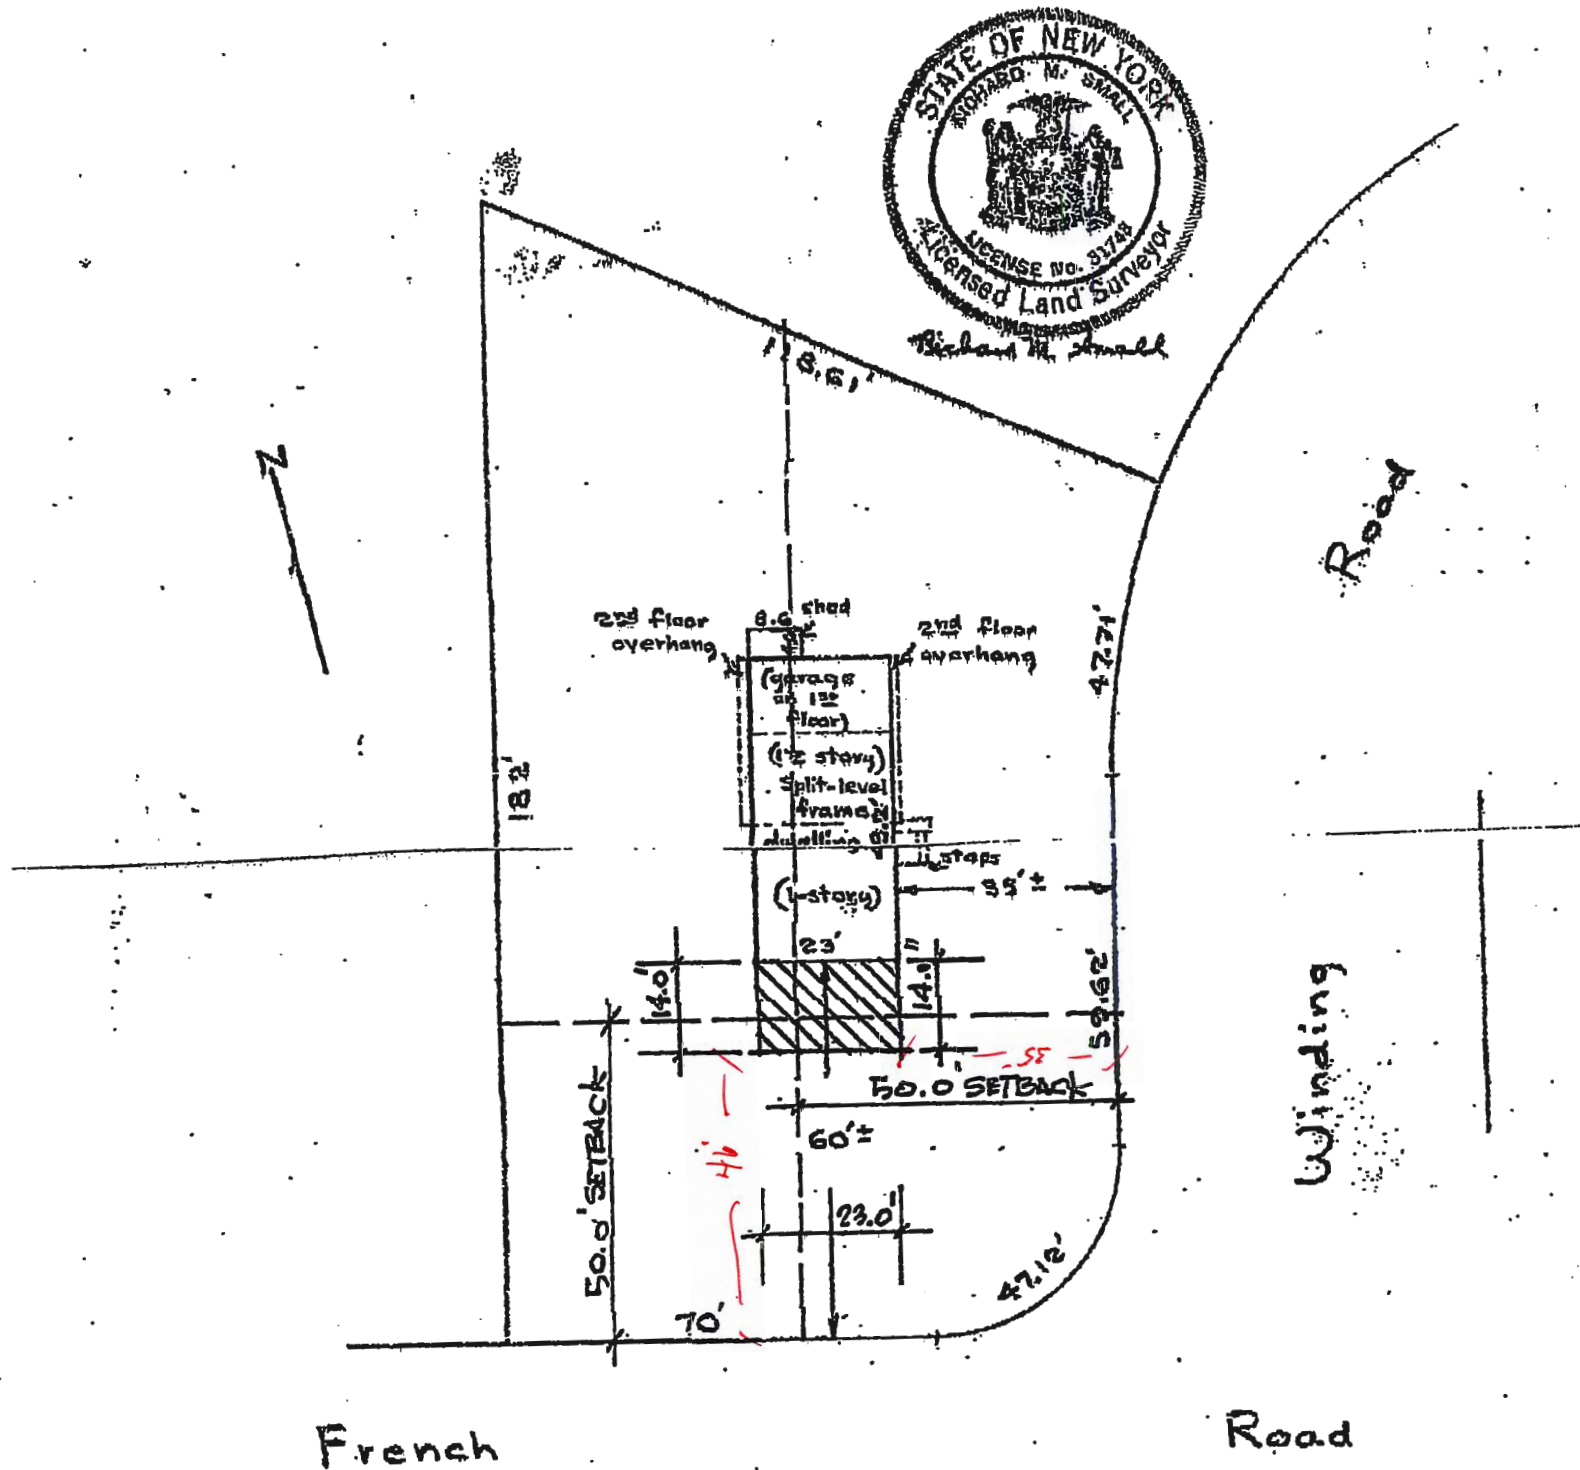 STATE OF NEW YORK
RICHARD M. SMALL
LICENSE No. 31748
Licensed Land Surveyor
Richard M. Small
118.61'
N
Road
2nd floor
overhang
8.6
shed
2nd floor
overhang
47.71'
(garage
on 1st
floor)
(1½ story)
Split-level
frame
dwelling
182'
steps
35'±
(1-story)
23'
14.0"
14.0"
59.62'
35'
50.0" SETBACK
50.0' SETBACK
60'±
46'
23.0'
47.12'
70'
Winding
French
Road